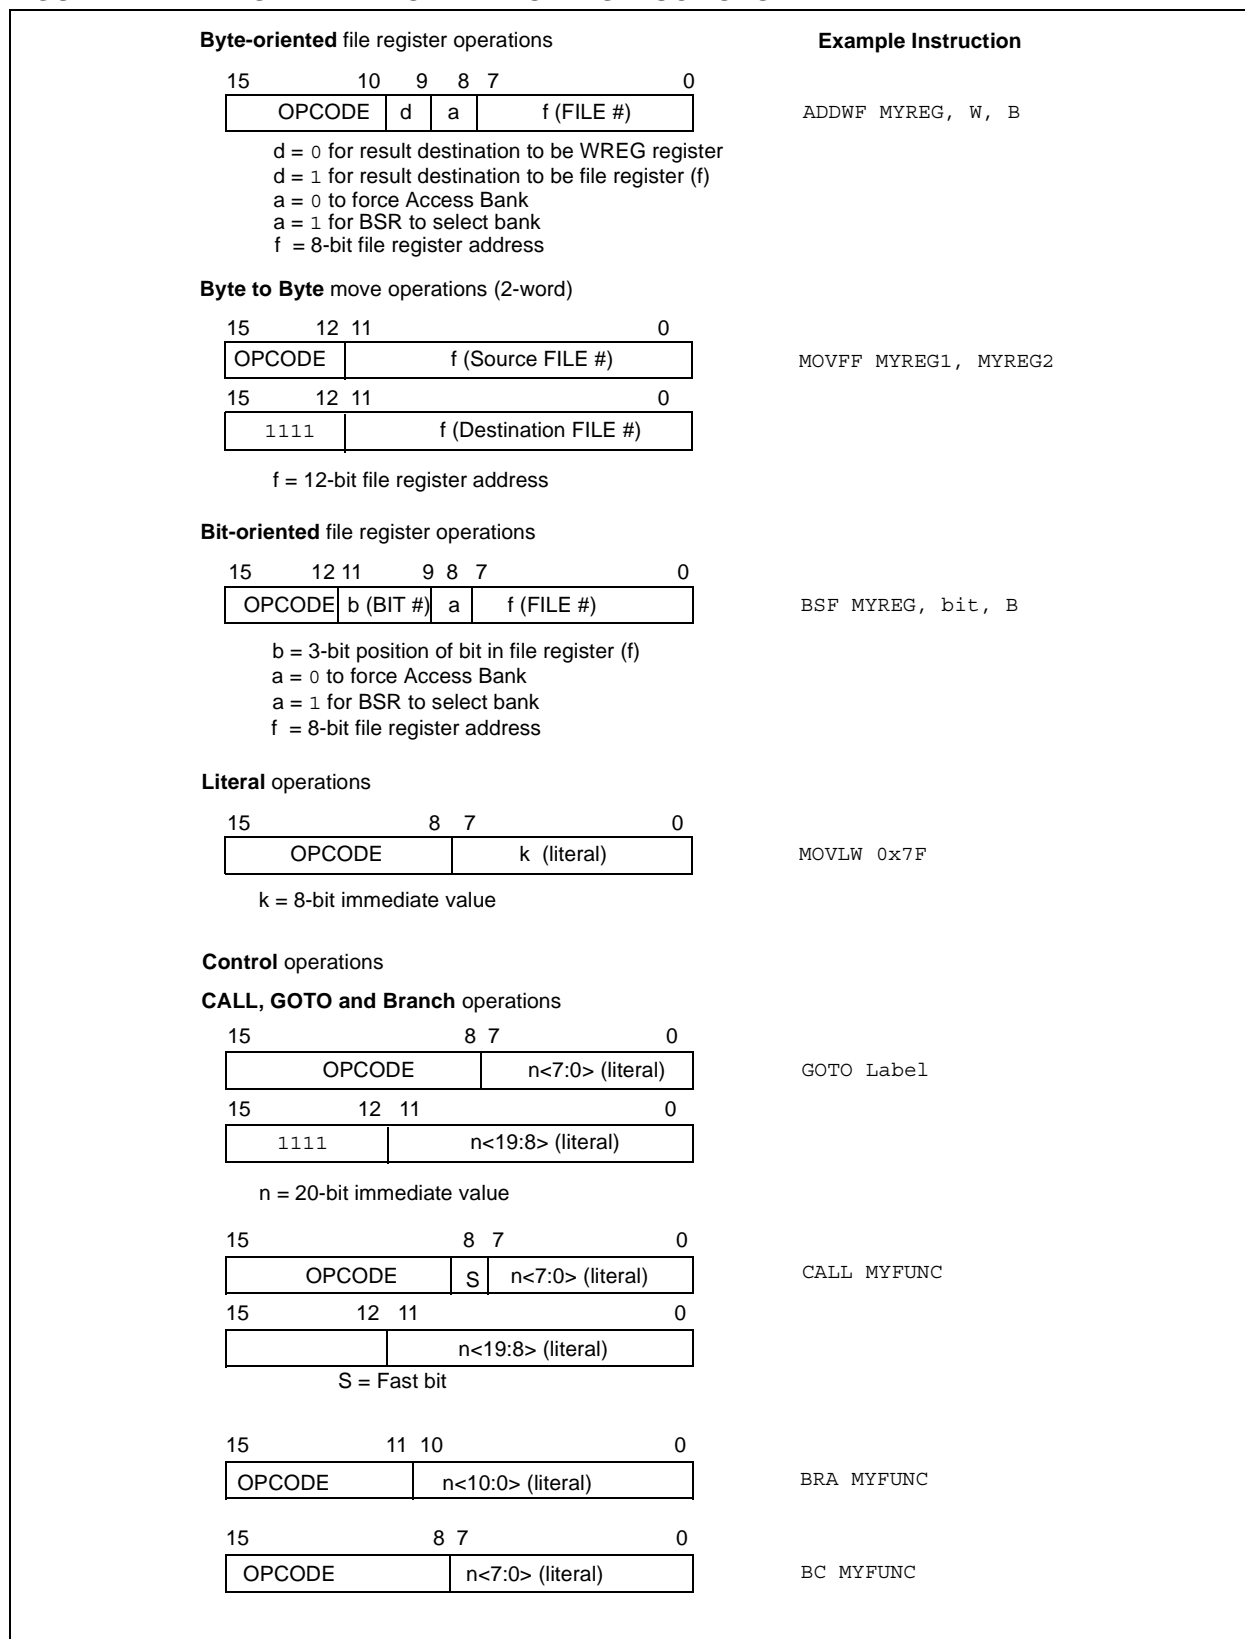 Byte-oriented file register operations Example Instruction
15 10 9 8 7 0
OPCODE d a f (FILE #) ADDWF MYREG, W, B
d = 0 for result destination to be WREG register
d = 1 for result destination to be file register (f)
a = 0 to force Access Bank
a = 1 for BSR to select bank
f = 8-bit file register address
Byte to Byte move operations (2-word)
15 12 11 0
OPCODE f (Source FILE #) MOVFF MYREG1, MYREG2
15 12 11 0
1111 f (Destination FILE #)
f = 12-bit file register address
Bit-oriented file register operations
15 12 11 9 8 7 0
OPCODE b (BIT #) a f (FILE #) BSF MYREG, bit, B
b = 3-bit position of bit in file register (f)
a = 0 to force Access Bank
a = 1 for BSR to select bank
f = 8-bit file register address
Literal operations
15 8 7 0
OPCODE k (literal) MOVLW 0x7F
k = 8-bit immediate value
Control operations
CALL, GOTO and Branch operations
15 8 7 0
OPCODE n<7:0> (literal) GOTO Label
15 12 11 0
1111 n<19:8> (literal)
n = 20-bit immediate value
15 8 7 0
OPCODE S n<7:0> (literal) CALL MYFUNC
15 12 11 0
n<19:8> (literal)
S = Fast bit
15 11 10 0
OPCODE n<10:0> (literal) BRA MYFUNC
15 8 7 0
OPCODE n<7:0> (literal) BC MYFUNC